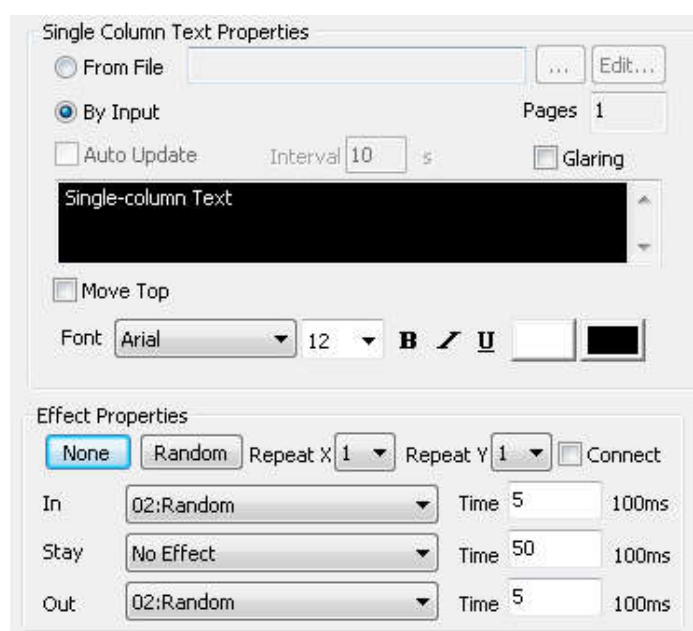 Single Column Text Properties
From File ... Edit...
By Input Pages 1
Auto Update Interval 10 s Glaring
Single-column Text
Move Top
Font Arial 12 B I U
Effect Properties
None Random Repeat X 1 Repeat Y 1 Connect
In 02:Random Time 5 100ms
Stay No Effect Time 50 100ms
Out 02:Random Time 5 100ms